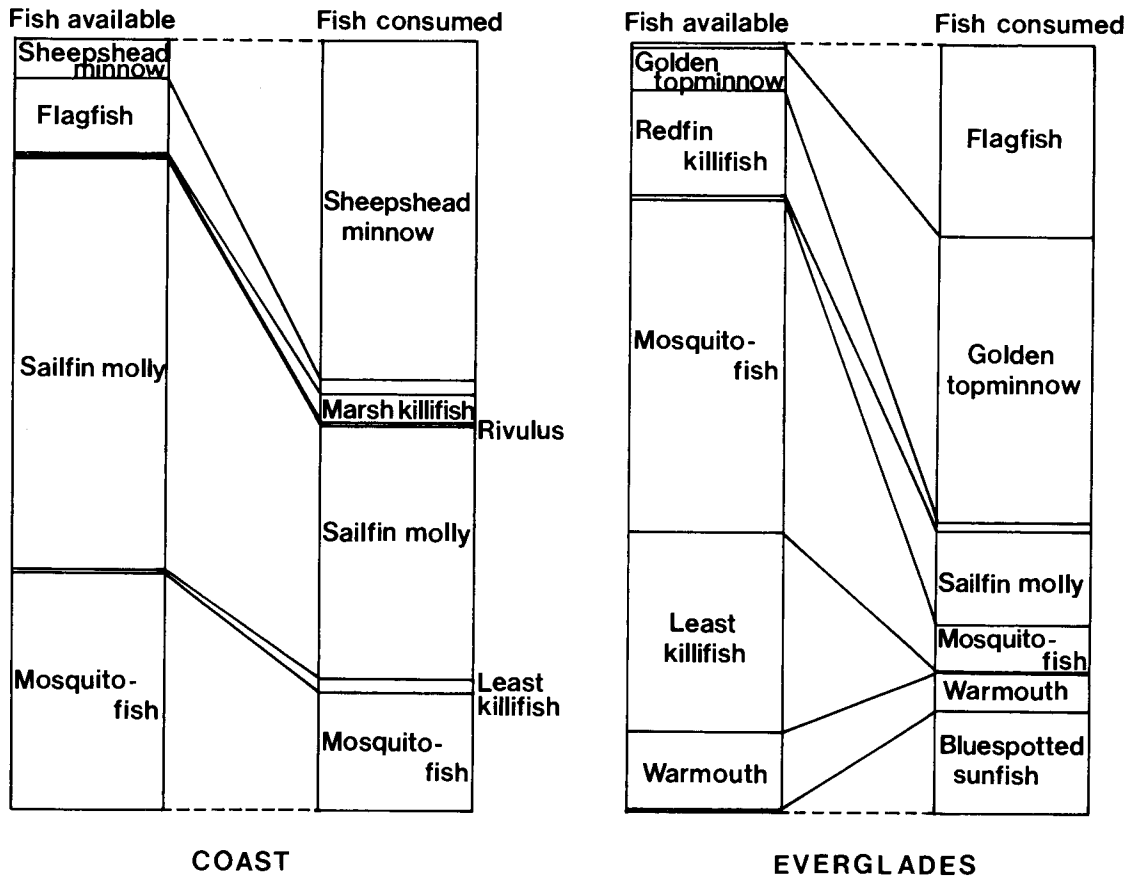 Fish available
Fish consumed
Sheepshead
minnow
Flagfish
Sailfin molly
Mosquito-
fish
Sheepshead
minnow
Marsh killifish
Rivulus
Sailfin molly
Least
killifish
Mosquito-
fish
COAST
Fish available
Fish consumed
Golden
topminnow
Redfin
killifish
Mosquito-
fish
Least
killifish
Warmouth
Flagfish
Golden
topminnow
Sailfin molly
Mosquito-
fish
Warmouth
Bluespotted
sunfish
EVERGLADES